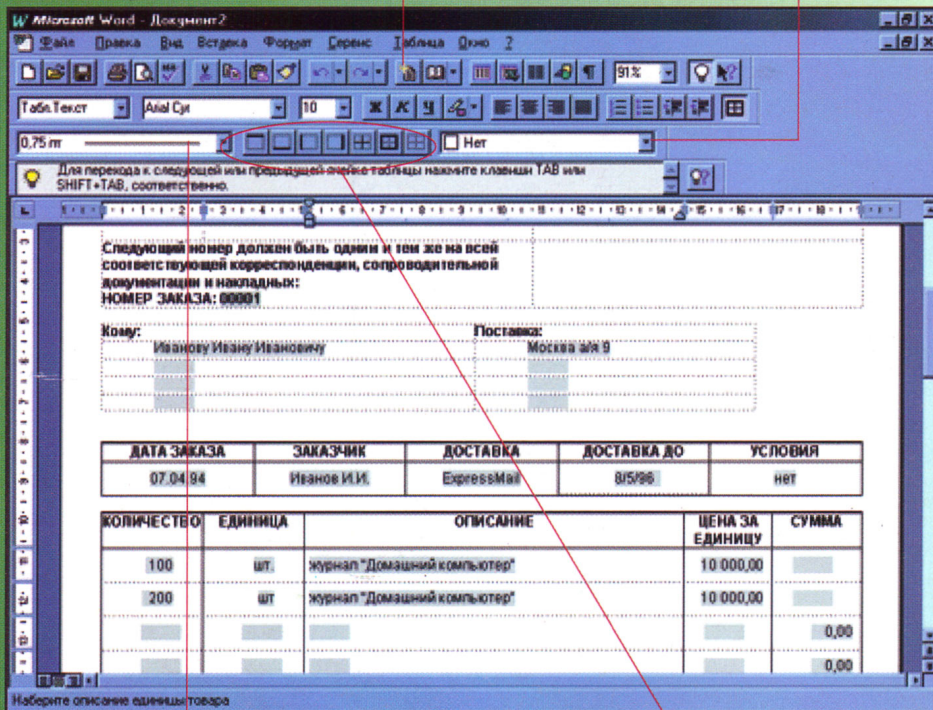 Microsoft Word - Документ2
Файл Правка Вид Вставка Формат Сервис Таблица Окно ?
91%
Табл.Текст Arial Cyr 10 Ж К Ч
0,75 пт Нет
Для перехода к следующей или предыдущей ячейке таблицы нажмите клавиши TAB или
SHIFT+TAB, соответственно.
Следующий номер должен быть одним и тем же на всей
соответствующей корреспонденции, сопроводительной
документации и накладных:
НОМЕР ЗАКАЗА: 00001
Кому: Поставка:
Иванову Ивану Ивановичу Москва а/я 9
ДАТА ЗАКАЗА ЗАКАЗЧИК ДОСТАВКА ДОСТАВКА ДО УСЛОВИЯ
07.04.94 Иванов И.И. ExpressMail 8/5/96 нет
КОЛИЧЕСТВО ЕДИНИЦА ОПИСАНИЕ ЦЕНА ЗА ЕДИНИЦУ СУММА
100 шт. журнал "Домашний компьютер" 10 000,00
200 шт журнал "Домашний компьютер" 10 000,00
0,00
0,00
Наберите описание единицы товара